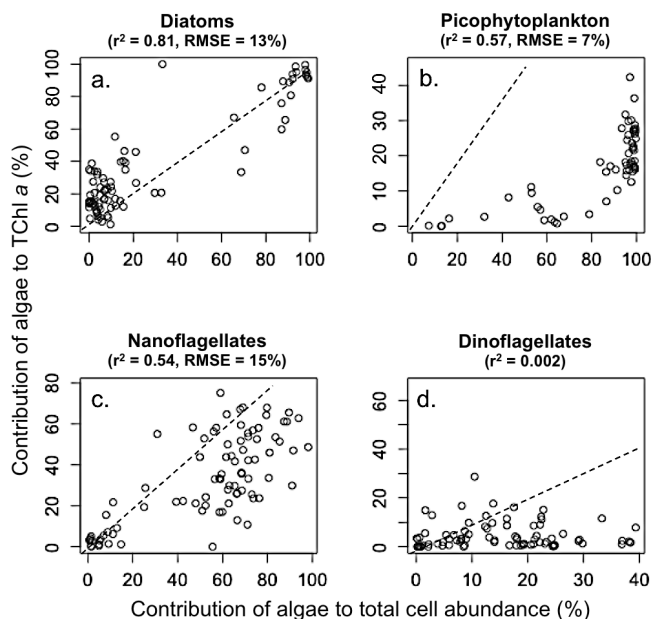 Diatoms
(r² = 0.81, RMSE = 13%)
Picophytoplankton
(r² = 0.57, RMSE = 7%)
a.
b.
0 20 40 60 80 100
0 10 20 30 40
0 20 40 60 80 100
0 20 40 60 80 100
Nanoflagellates
(r² = 0.54, RMSE = 15%)
Dinoflagellates
(r² = 0.002)
c.
d.
0 20 40 60 80
0 20 40 60
0 20 40 60 80 100
0 10 20 30 40
Contribution of algae to TChl a (%)
Contribution of algae to total cell abundance (%)